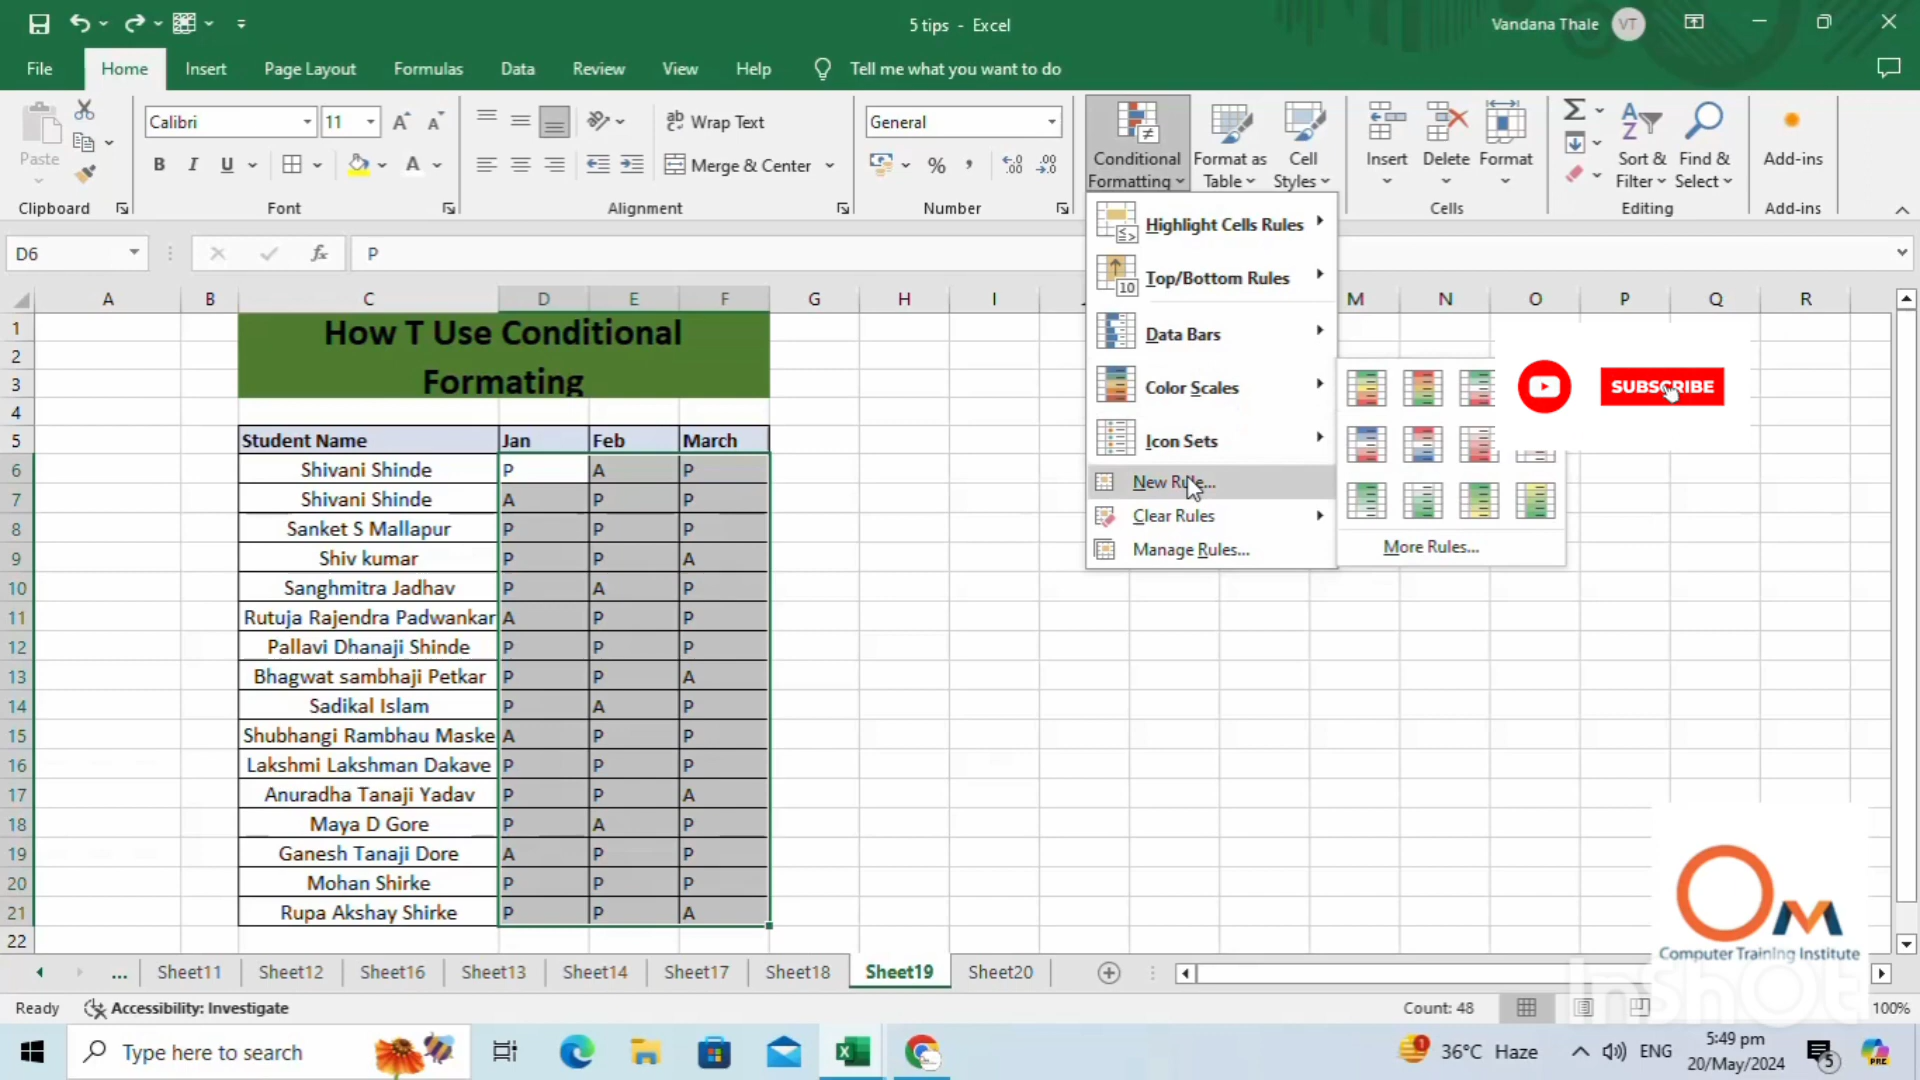 5 tips - Excel
Vandana Thale VT
File Home Insert Page Layout Formulas Data Review View Help Tell me what you want to do
Paste
Calibri 11
B I U
Wrap Text
Merge & Center
General
Conditional Formatting
Format as Table
Cell Styles
Insert Delete Format
Sort & Filter
Find & Select
Add-ins
Clipboard Font Alignment Number Cells Editing Add-ins
D6 fx P
Highlight Cells Rules
Top/Bottom Rules
Data Bars
Color Scales
Icon Sets
New Rule...
Clear Rules
Manage Rules...
More Rules...
SUBSCRIBE
A B C D E F G H I M N O P Q R
1 How T Use Conditional
2
3 Formating
4
5 Student Name Jan Feb March
6 Shivani Shinde P A P
7 Shivani Shinde A P P
8 Sanket S Mallapur P P P
9 Shiv kumar P P A
10 Sanghmitra Jadhav P A P
11 Rutuja Rajendra Padwankar A P P
12 Pallavi Dhanaji Shinde P P P
13 Bhagwat sambhaji Petkar P P A
14 Sadikal Islam P A P
15 Shubhangi Rambhau Maske A P P
16 Lakshmi Lakshman Dakave P P P
17 Anuradha Tanaji Yadav P P A
18 Maya D Gore P A P
19 Ganesh Tanaji Dore A P P
20 Mohan Shirke P P P
21 Rupa Akshay Shirke P P A
22
OM
Computer Training Institute
InShOt
... Sheet11 Sheet12 Sheet16 Sheet13 Sheet14 Sheet17 Sheet18 Sheet19 Sheet20
Ready Accessibility: Investigate Count: 48 100%
Type here to search
1 36°C Haze ENG
5:49 pm
20/May/2024
5
PRE